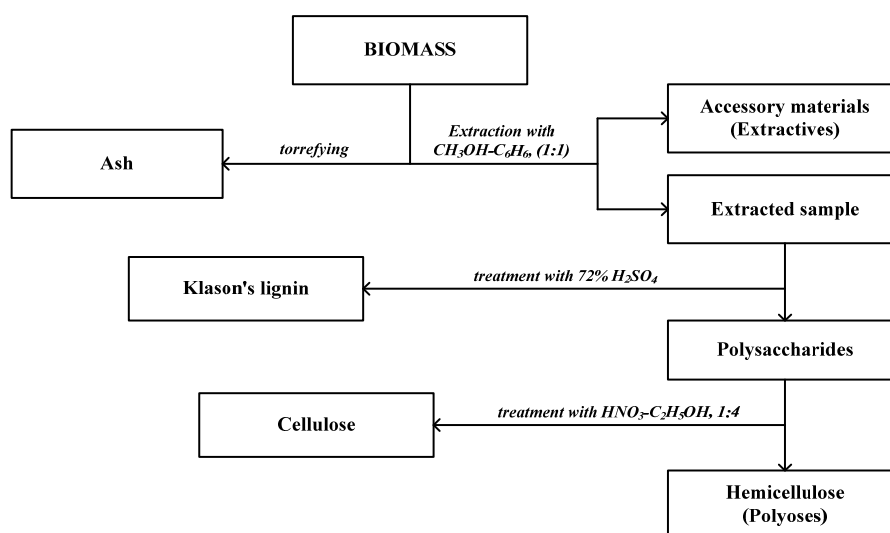 BIOMASS
Accessory materials
(Extractives)
Extraction with
CH3OH-C6H6, (1:1)
torrefying
Ash
Extracted sample
treatment with 72% H2SO4
Klason's lignin
Polysaccharides
treatment with HNO3-C2H5OH, 1:4
Cellulose
Hemicellulose
(Polyoses)